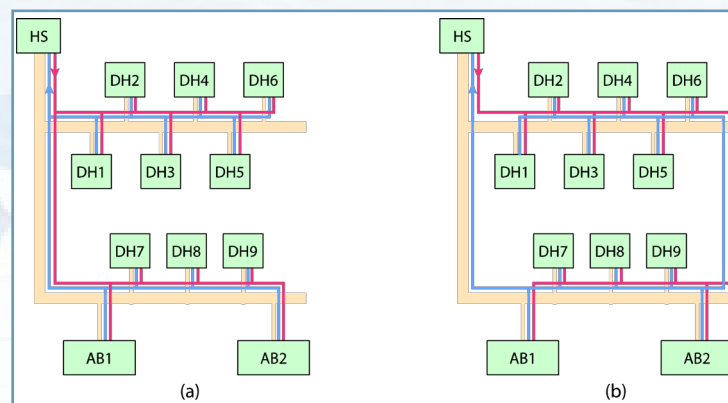 HS
DH2 DH4 DH6
DH1 DH3 DH5
DH7 DH8 DH9
AB1 AB2
(a)
HS
DH2 DH4 DH6
DH1 DH3 DH5
DH7 DH8 DH9
AB1 AB2
(b)